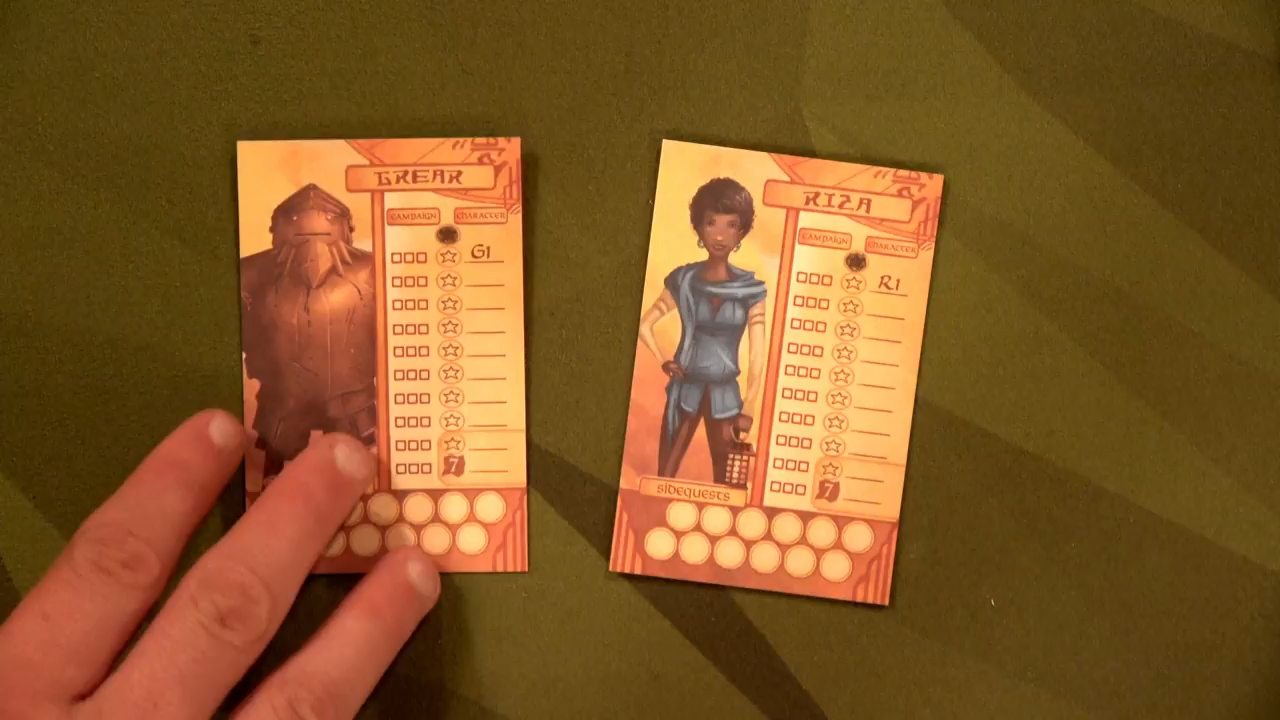 GREAR
CAMPAIGN CHARACTER
G1
7
RIZA
CAMPAIGN CHARACTER
R1
7
SIDEQUESTS